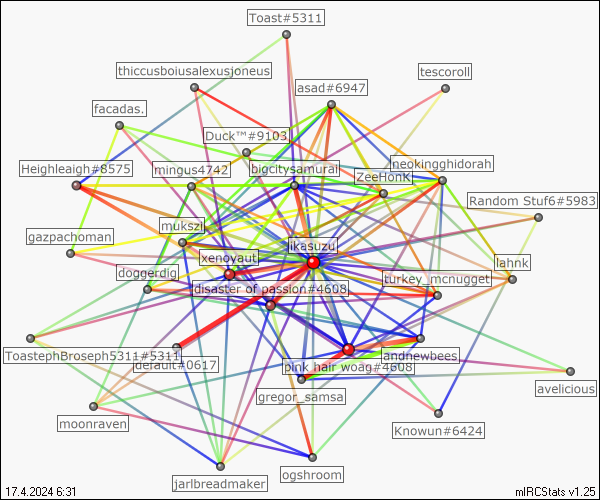 Toast#5311
thiccusboiusalexusjoneus
tescoroll
asad#6947
facadas.
Duck™#9103
neokingghidorah
Heighleaigh#8575
mingus4742
bigcitysamurai
ZeeHonK
Random Stuf6#5983
mukszi
gazpachoman
likasuzu
xenoyaut
lahnk
doggerdig
turkey_mcnugget
disaster of passion#4608
ToastephBroseph5311#5311
andnewbees
default#0617
pink hair woag#4608
avelicious
gregor_samsa
moonraven
Knowun#6424
ogshroom
jarlbreadmaker
17.4.2024 6:31
mIRCStats v1.25